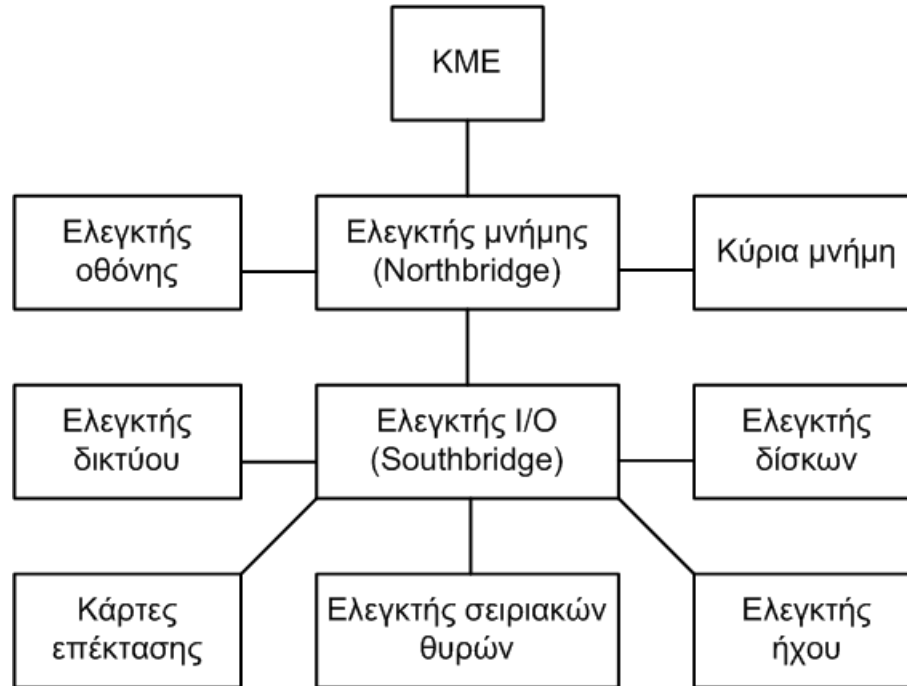 ΚΜΕ
Ελεγκτής
οθόνης
Ελεγκτής μνήμης
(Northbridge)
Κύρια μνήμη
Ελεγκτής
δικτύου
Ελεγκτής I/O
(Southbridge)
Ελεγκτής
δίσκων
Κάρτες
επέκτασης
Ελεγκτής σειριακών
θυρών
Ελεγκτής
ήχου